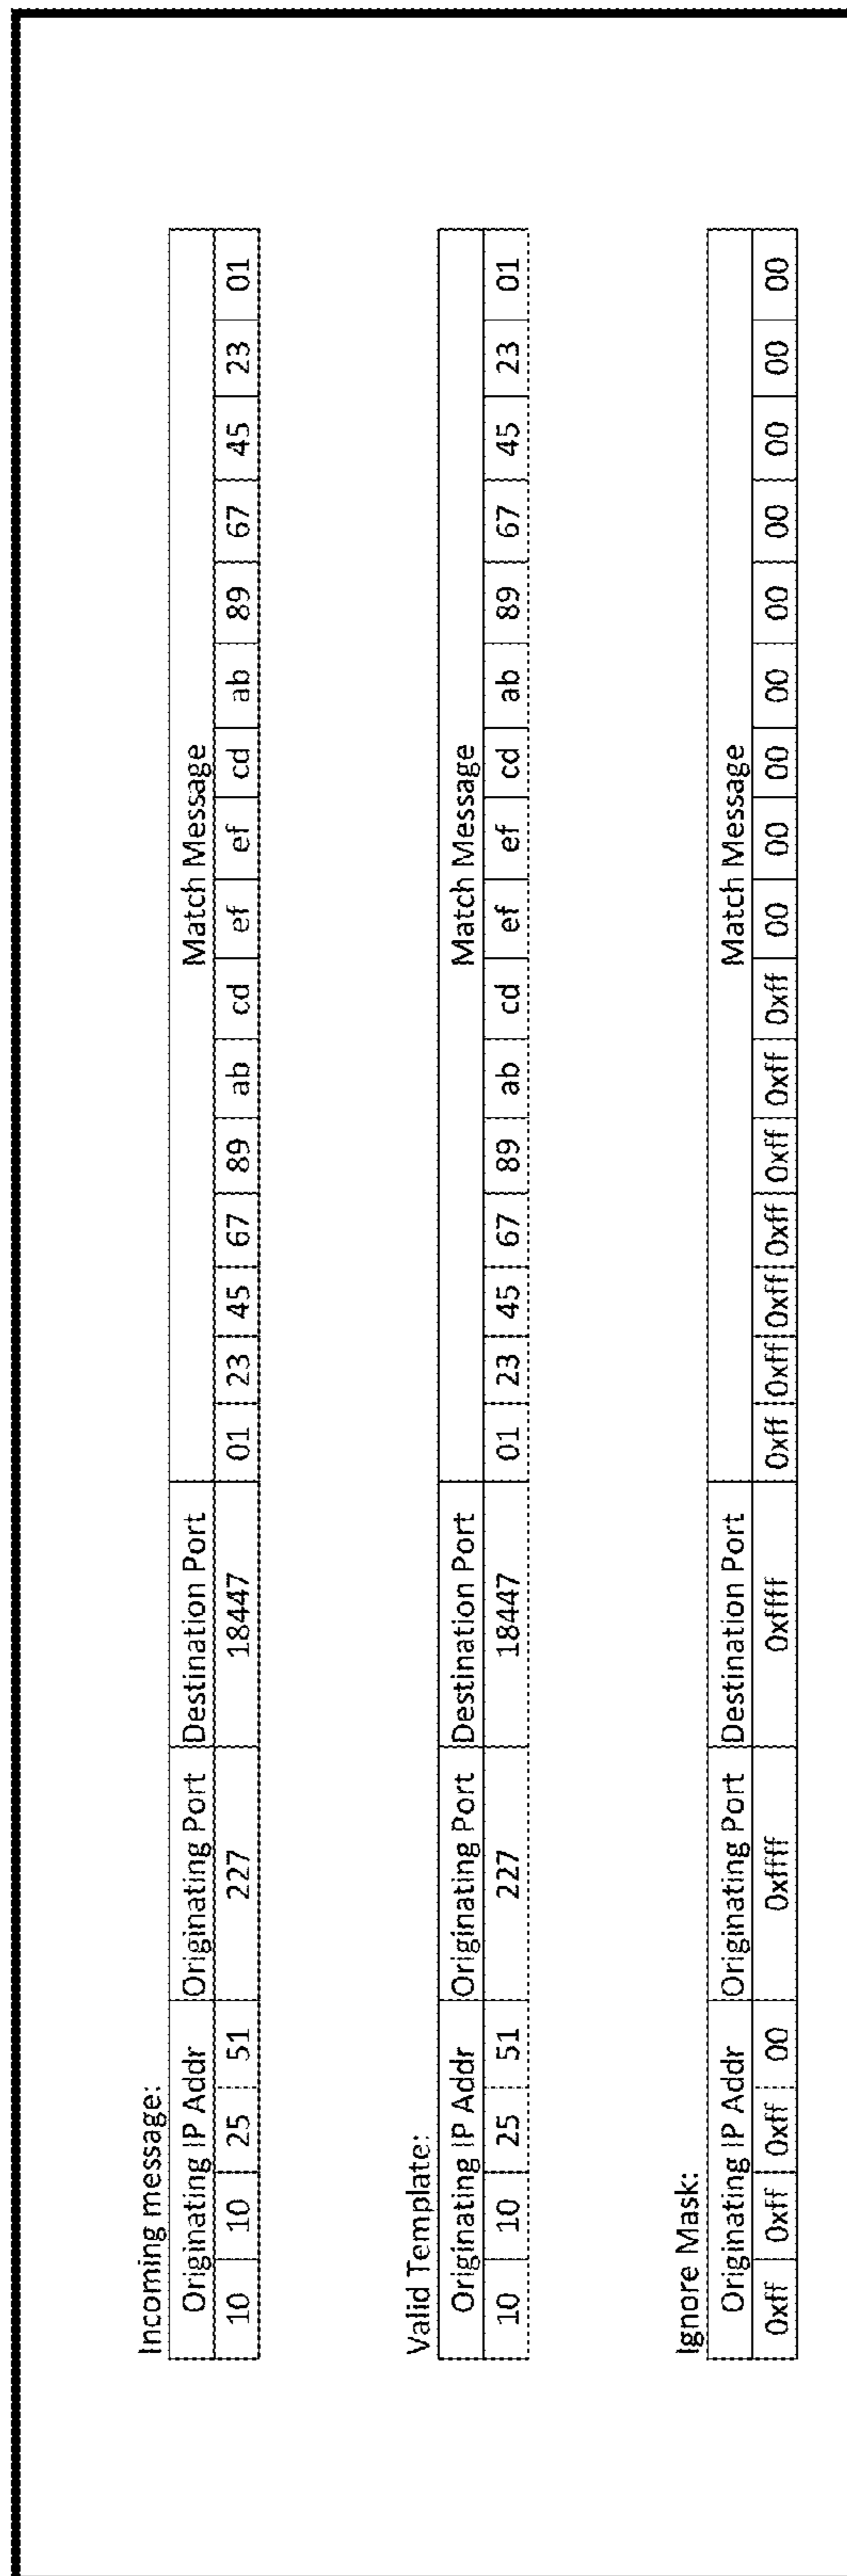 Incoming message:
Originating IP Addr Originating Port Destination Port Match Message
10 10 25 51 227 18447 01 23 45 67 89 ab cd ef ef cd ab 89 67 45 23 01
Valid Template:
Originating IP Addr Originating Port Destination Port Match Message
10 10 25 51 227 18447 01 23 45 67 89 ab cd ef ef cd ab 89 67 45 23 01
Ignore Mask:
Originating IP Addr Originating Port Destination Port Match Message
0xff 0xff 0xff 00 0xffff 0xffff 0xff 0xff 0xff 0xff 0xff 0xff 0xff 00 00 00 00 00 00 00 00 00